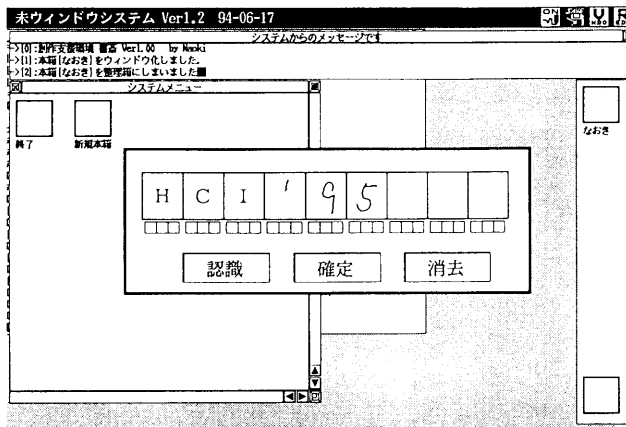 未ウィンドウシステム Ver1.2 94-06-17
システムからのメッセージです
->[0]:創作支援環境 書斎 Ver1.00 by Naoki
->[1]:本箱[なおき]をウィンドウ化しました。
->[2]:本箱[なおき]を整理箱にしまいました
システムメニュー
終了 新規本箱
なおき
H C I ' 9 5
認識 確定 消去